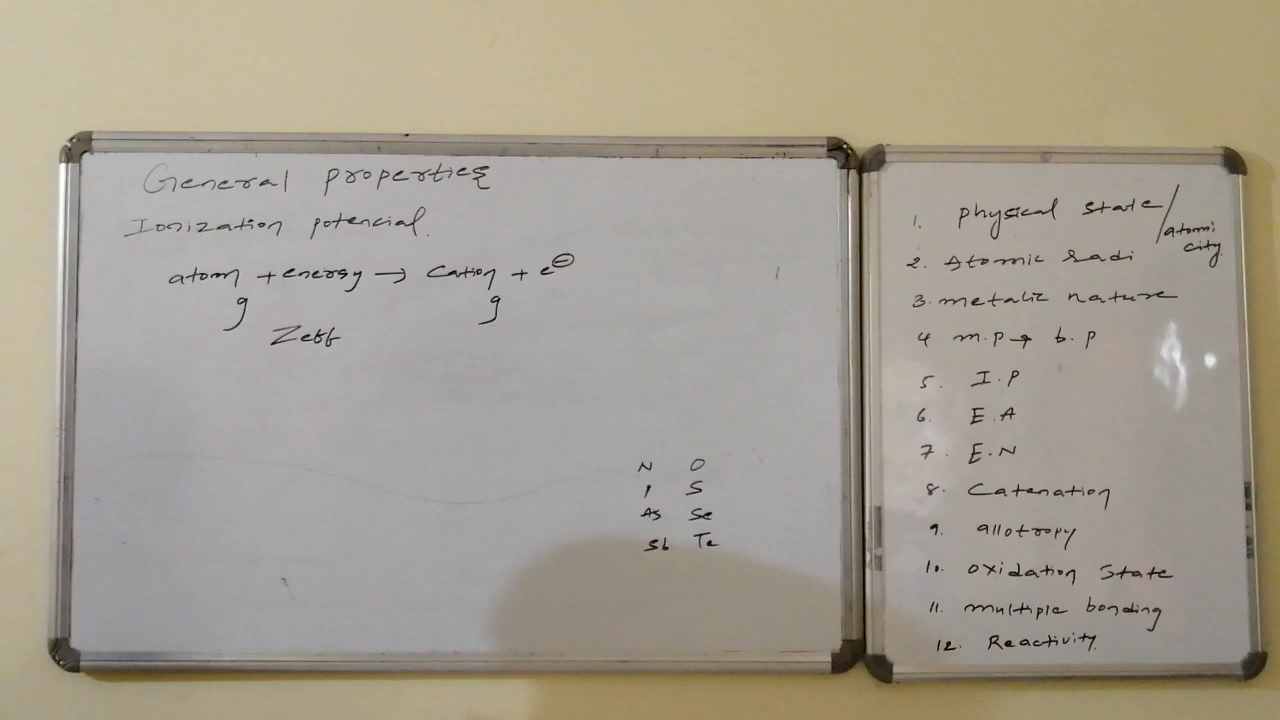 General properties
Ionization potencial.
atom + energy → Cation + e⊖
g g
Zeff
N O
P S
As Se
Sb Te
1. physical state/atomicity
2. Atomic radi
3. metalic nature
4 m.p → b.p
5. I.P
6. E.A
7. E.N
8. Catenation
9. allotropy
10. oxidation state
11. multiple bonding
12. Reactivity.